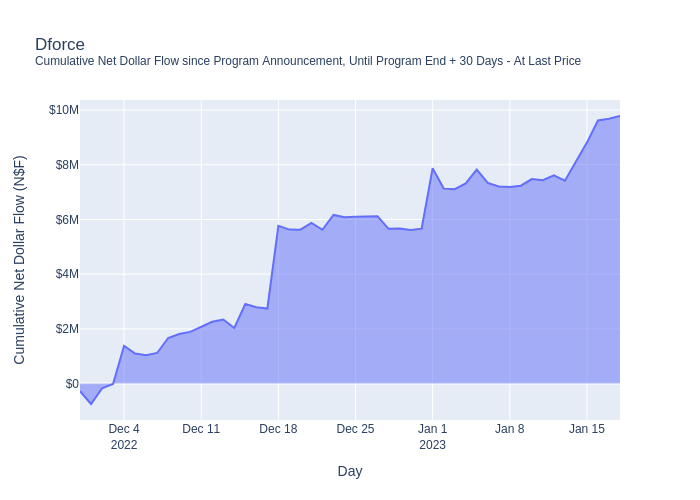 Dforce
Cumulative Net Dollar Flow since Program Announcement, Until Program End + 30 Days - At Last Price
Cumulative Net Dollar Flow (N$F)
$10M
$8M
$6M
$4M
$2M
$0
Dec 4 Dec 11 Dec 18 Dec 25 Jan 1 Jan 8 Jan 15
2022 2023
Day